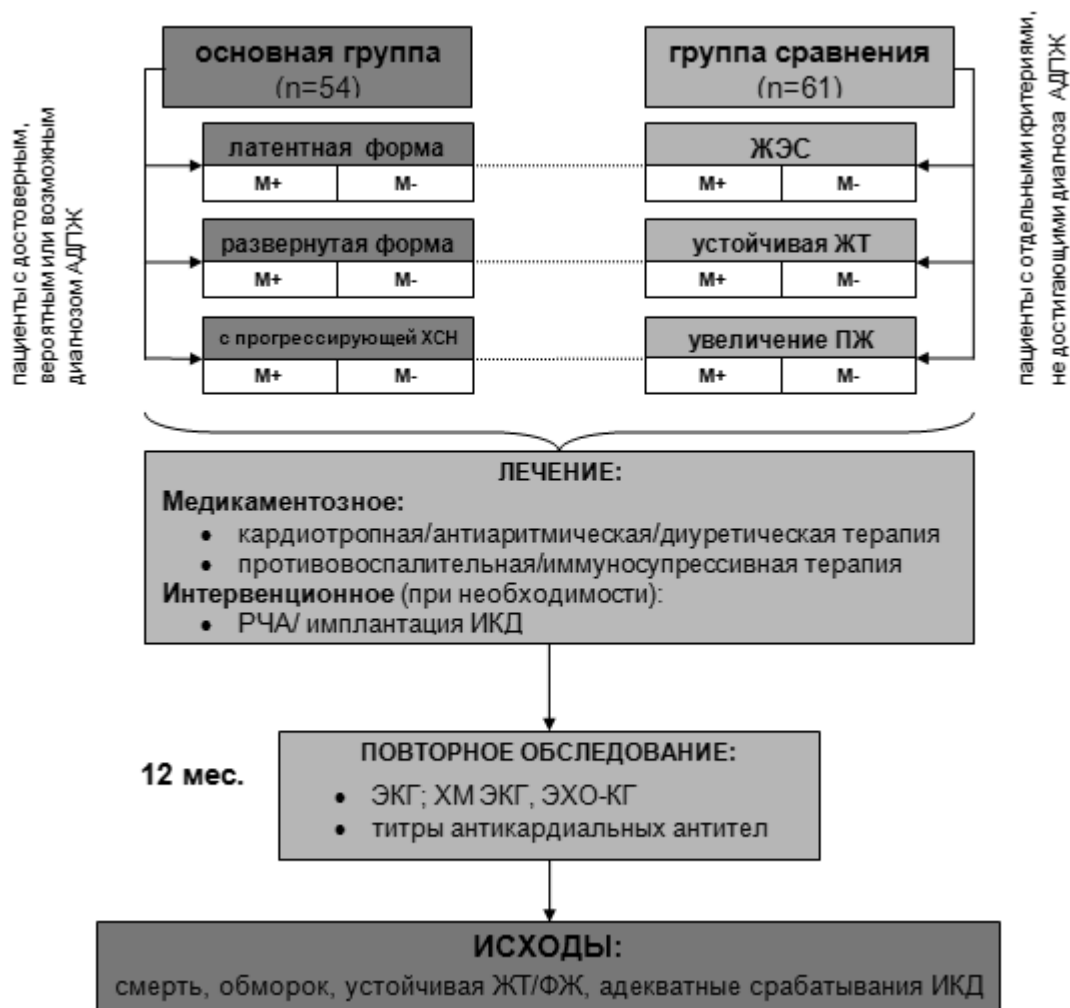 основная группа
(n=54)
группа сравнения
(n=61)
пациенты с достоверным,
вероятным или возможным
диагнозом АДПЖ
пациенты с отдельными критериями,
не достигающими диагноза АДПЖ
латентная форма
М+ М-
ЖЭС
М+ М-
развернутая форма
М+ М-
устойчивая ЖТ
М+ М-
с прогрессирующей ХСН
М+ М-
увеличение ПЖ
М+ М-
ЛЕЧЕНИЕ:
Медикаментозное:
• кардиотропная/антиаритмическая/диуретическая терапия
• противовоспалительная/иммуносупрессивная терапия
Интервенционное (при необходимости):
• РЧА/ имплантация ИКД
12 мес.
ПОВТОРНОЕ ОБСЛЕДОВАНИЕ:
• ЭКГ; ХМ ЭКГ, ЭХО-КГ
• титры антикардиальных антител
ИСХОДЫ:
смерть, обморок, устойчивая ЖТ/ФЖ, адекватные срабатывания ИКД